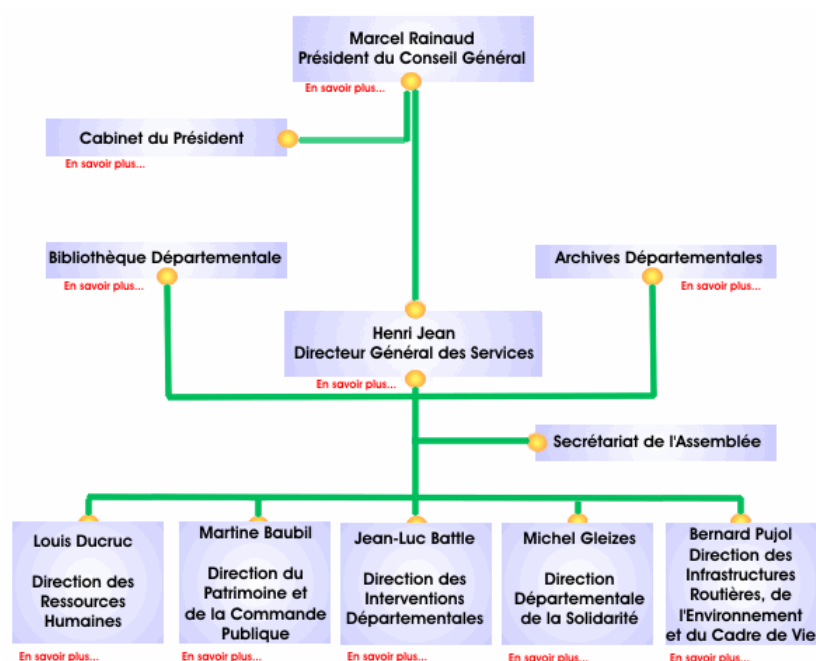 Marcel Rainaud
Président du Conseil Général
En savoir plus...
Cabinet du Président
En savoir plus...
Bibliothèque Départementale
En savoir plus...
Archives Départementales
En savoir plus...
Henri Jean
Directeur Général des Services
En savoir plus...
Secrétariat de l'Assemblée
Louis Ducruc
Direction des
Ressources
Humaines
En savoir plus...
Martine Baubil
Direction du
Patrimoine et
de la Commande
Publique
En savoir plus...
Jean-Luc Battle
Direction des
Interventions
Départementales
En savoir plus...
Michel Gleizes
Direction
Départementale
de la Solidarité
En savoir plus...
Bernard Pujol
Direction des
Infrastructures
Routières, de
l'Environnement
et du Cadre de Vie
En savoir plus...